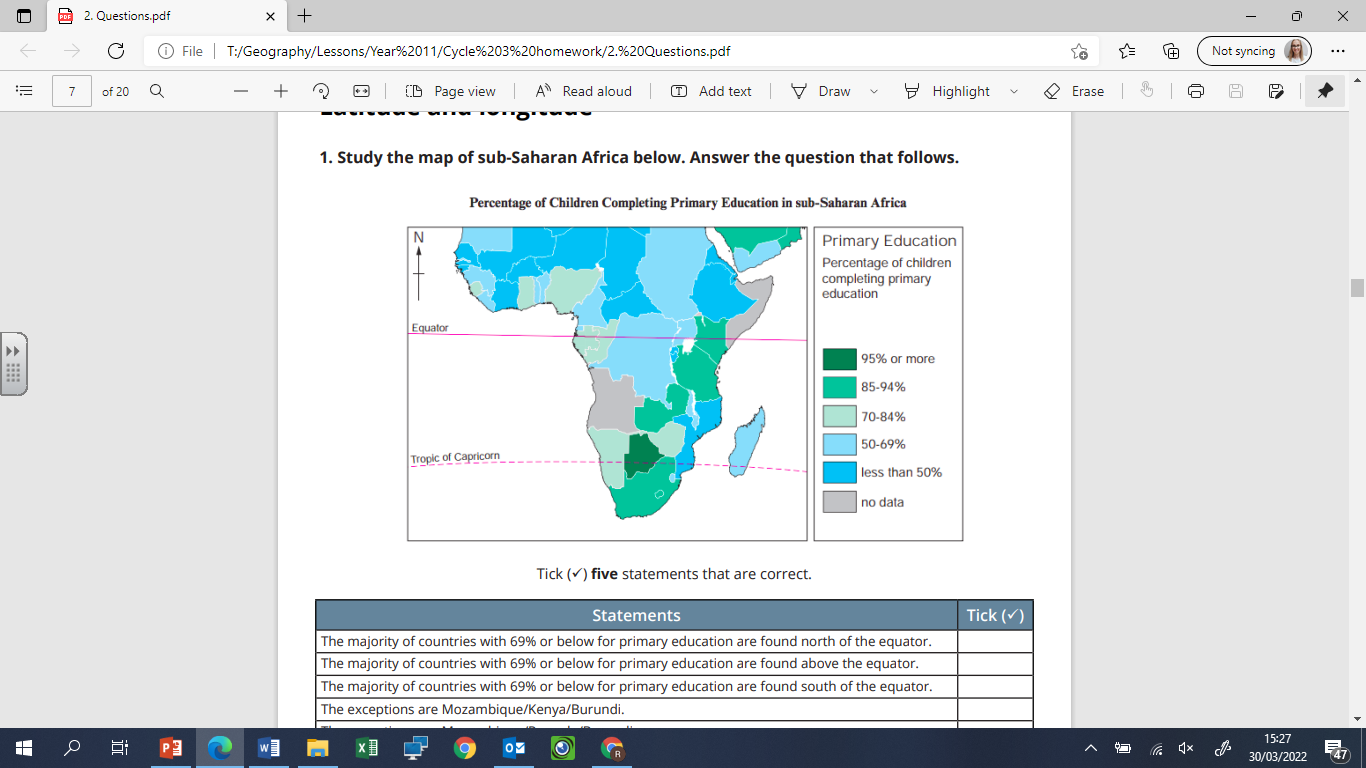 2. Questions.pdf
File T:/Geography/Lessons/Year%2011/Cycle%203%20homework/2.%20Questions.pdf
Not syncing
7 of 20
Page view
Read aloud
Add text
Draw
Highlight
Erase
Latitude and longitude
1. Study the map of sub-Saharan Africa below. Answer the question that follows.
Percentage of Children Completing Primary Education in sub-Saharan Africa
N
Equator
Tropic of Capricorn
Primary Education
Percentage of children
completing primary
education
95% or more
85-94%
70-84%
50-69%
less than 50%
no data
Tick (✓) five statements that are correct.
Statements Tick (✓)
The majority of countries with 69% or below for primary education are found north of the equator.
The majority of countries with 69% or below for primary education are found above the equator.
The majority of countries with 69% or below for primary education are found south of the equator.
The exceptions are Mozambique/Kenya/Burundi.
15:27
30/03/2022
47